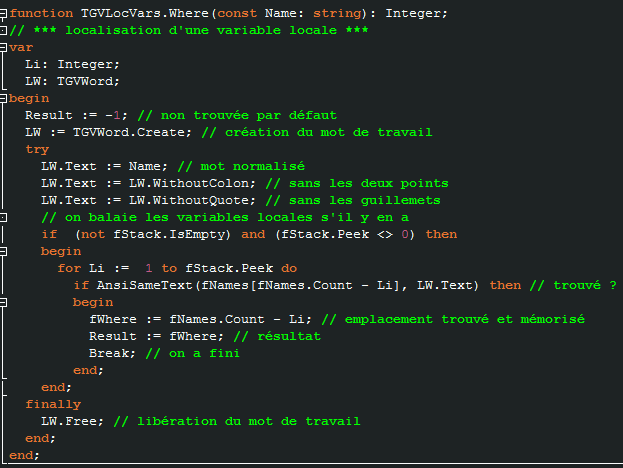 function TGVLocVars.Where(const Name: string): Integer;
// *** localisation d'une variable locale ***
var
  Li: Integer;
  LW: TGVWord;
begin
  Result := -1; // non trouvée par défaut
  LW := TGVWord.Create; // création du mot de travail
  try
    LW.Text := Name; // mot normalisé
    LW.Text := LW.WithoutColon; // sans les deux points
    LW.Text := LW.WithoutQuote; // sans les guillemets
    // on balaie les variables locales s'il y en a
    if  (not fStack.IsEmpty) and (fStack.Peek <> 0) then
    begin
      for Li :=  1 to fStack.Peek do
        if AnsiSameText(fNames[fNames.Count - Li], LW.Text) then // trouvé ?
        begin
          fWhere := fNames.Count - Li; // emplacement trouvé et mémorisé
          Result := fWhere; // résultat
          Break; // on a fini
        end;
    end;
  finally
    LW.Free; // libération du mot de travail
  end;
end;